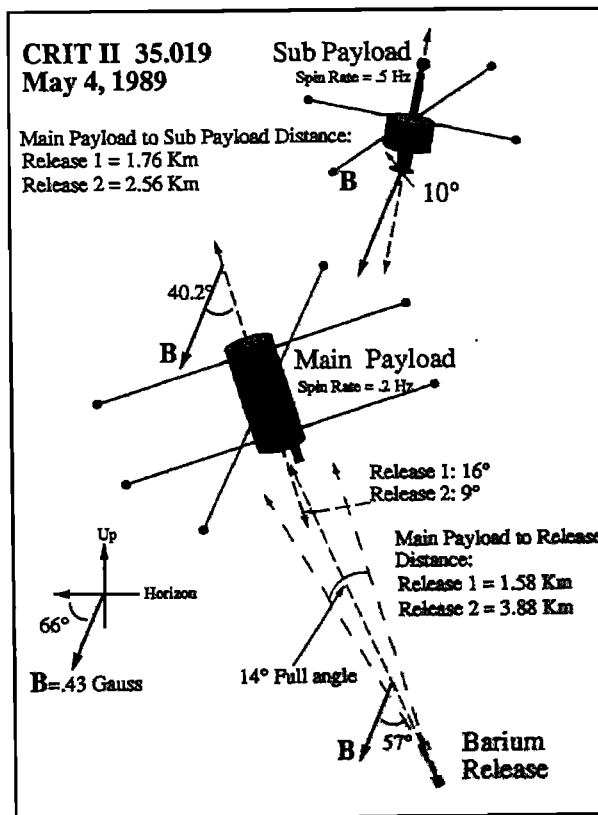 CRIT II 35.019
May 4, 1989
Sub Payload
Spin Rate = .5 Hz
Main Payload to Sub Payload Distance:
Release 1 = 1.76 Km
Release 2 = 2.56 Km
B
10°
40.2°
B
Main Payload
Spin Rate = .2 Hz
Release 1: 16°
Release 2: 9°
Up
Main Payload to Release
Distance:
Horizon
Release 1 = 1.58 Km
66°
Release 2 = 3.88 Km
B=.43 Gauss
14° Full angle
B
57°
Barium
Release